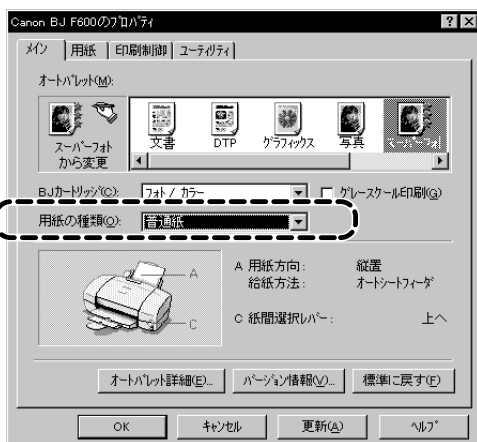 Canon BJ F600のプロパティ
メイン 用紙 印刷制御 ユーティリティ
オートパレット(M):
スーパーフォト
から変更
文書 DTP グラフィックス 写真 スーパーフォト
BJカートリッジ(C): フォト / カラー グレースケール印刷(G)
用紙の種類(O): 普通紙
A
C
A 用紙方向: 縦置
給紙方法: オートシートフィーダ
C 紙間選択レバー: 上へ
オートパレット詳細(E)... バージョン情報(V)... 標準に戻す(F)
OK キャンセル 更新(A) ヘルプ